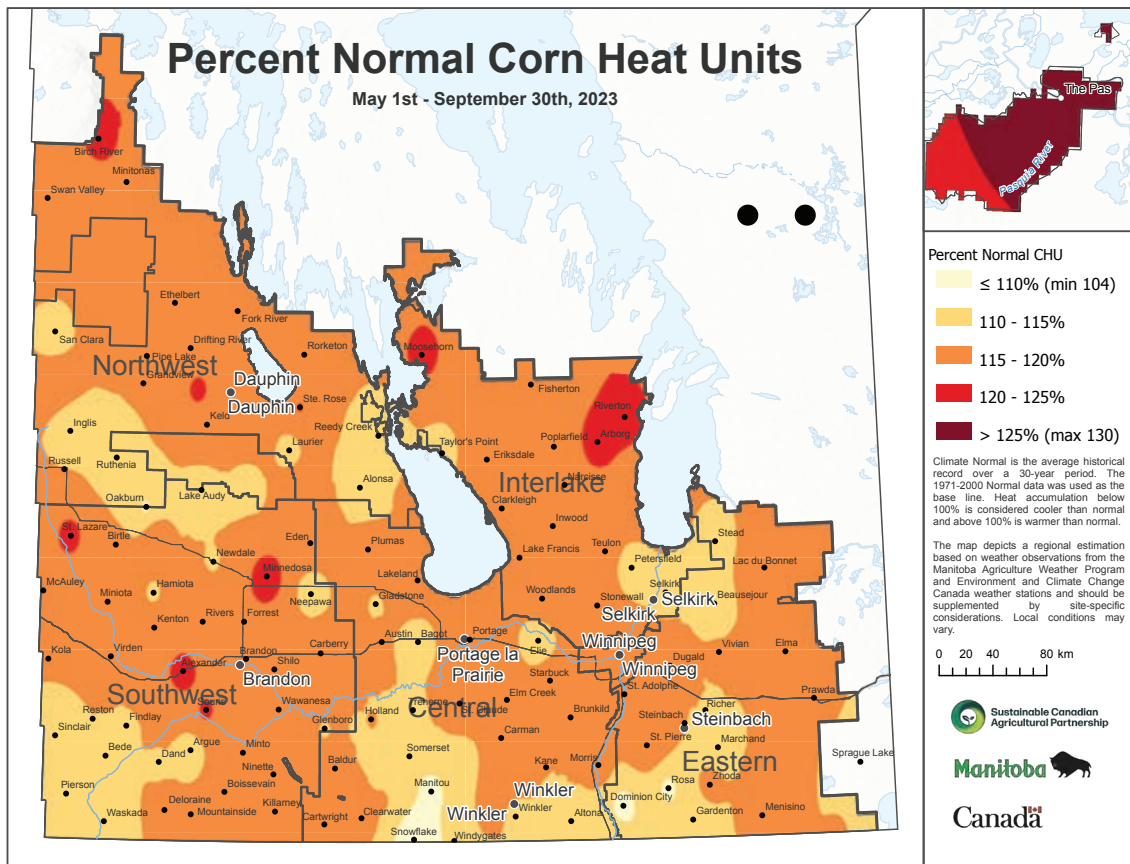 Percent Normal Corn Heat Units
May 1st - September 30th, 2023
The Pas
Pasquia River
Birch River
Minitonas
Swan Valley
Ethelbert
Fork River
San Clara
Drifting River
Pipe Lake
Rorketon
Northwest
Grandview
Dauphin
Dauphin
Ste. Rose
Kelo
Reedy Creek
Inglis
Laurier
Russell
Ruthenia
Alonsa
Lake Audy
Oakburn
Moosehorn
Fisherton
Riverton
Taylor's Point
Poplarfield
Arborg
Eriksdale
Interlake
Narcisse
Clarkleigh
Inwood
Teulon
Lake Francis
Petersfield
Stead
Lac du Bonnet
St. Lazare
Birtle
Eden
Plumas
Newdale
Minnedosa
Lakeland
McAuley
Hamiota
Miniota
Neepawa
Gladstone
Woodlands
Stonewall
Selkirk
Selkirk
Selkirk
Beausejour
Rivers
Forrest
Kenton
Carberry
Austin
Bagot
Portage
Portage la
Prairie
Elie
Winnipeg
Winnipeg
Dugald
Vivian
Elma
Kola
Virden
Alexander
Brandon
Brandon
Shilo
Southwest
Souris
Wawanesa
Starbuck
St. Adolphe
Prawda
Elm Creek
Treherne
St. Claude
Central
Holland
Brunkild
Richer
Steinbach
Steinbach
Reston
Findlay
Sinclair
Glenboro
Carman
St. Pierre
Marchand
Eastern
Sprague Lake
Bede
Dand
Argue
Minto
Ninette
Baldur
Somerset
Kane
Morris
Rosa
Zhoda
Pierson
Boissevain
Manitou
Winkler
Winkler
Winkler
Dominion City
Deloraine
Mountainside
Killarney
Waskada
Cartwright
Clearwater
Snowflake
Windygates
Altona
Gardenton
Menisino
Percent Normal CHU
≤ 110% (min 104)
110 - 115%
115 - 120%
120 - 125%
> 125% (max 130)
Climate Normal is the average historical
record over a 30-year period. The
1971-2000 Normal data was used as the
base line. Heat accumulation below
100% is considered cooler than normal
and above 100% is warmer than normal.
The map depicts a regional estimation
based on weather observations from the
Manitoba Agriculture Weather Program
and Environment and Climate Change
Canada weather stations and should be
supplemented by site-specific
considerations. Local conditions may
vary.
0 20 40 80 km
Sustainable Canadian
Agricultural Partnership
Manitoba
Canada